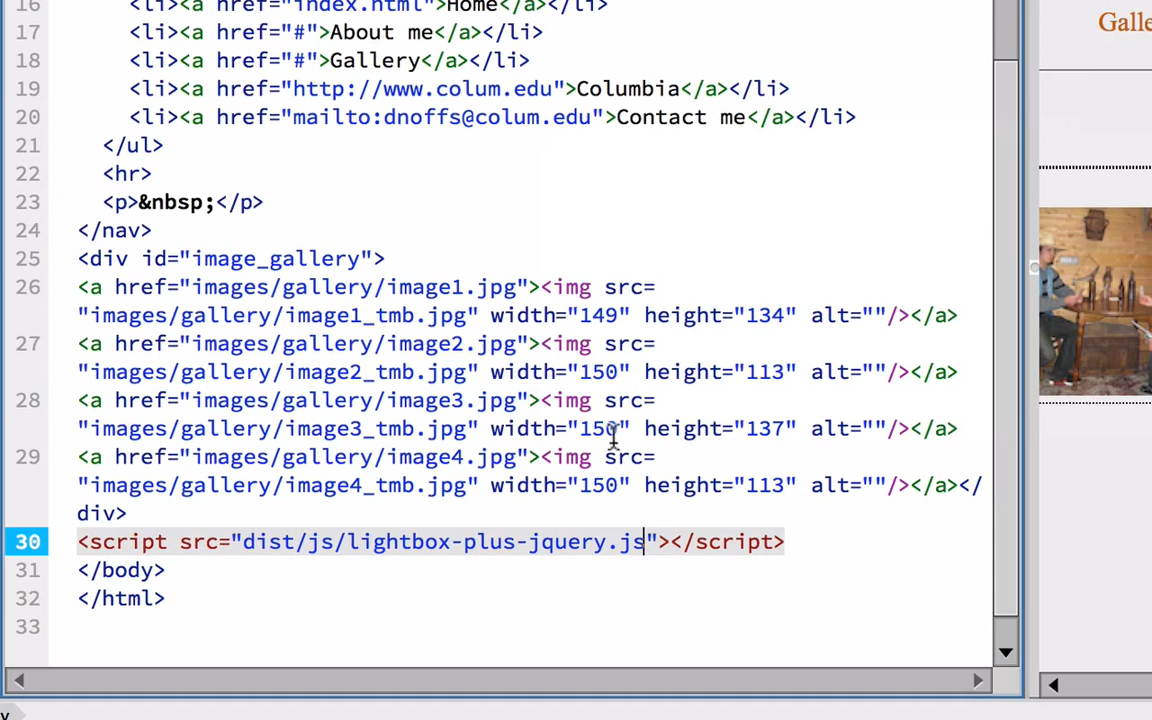 16 <li><a href="index.html">Home</a></li>
17 <li><a href="#">About me</a></li>
18 <li><a href="#">Gallery</a></li>
19 <li><a href="http://www.colum.edu">Columbia</a></li>
20 <li><a href="mailto:dnoffs@colum.edu">Contact me</a></li>
21 </ul>
22 <hr>
23 <p>&nbsp;</p>
24 </nav>
25 <div id="image_gallery">
26 <a href="images/gallery/image1.jpg"><img src=
"images/gallery/image1_tmb.jpg" width="149" height="134" alt=""/></a>
27 <a href="images/gallery/image2.jpg"><img src=
"images/gallery/image2_tmb.jpg" width="150" height="113" alt=""/></a>
28 <a href="images/gallery/image3.jpg"><img src=
"images/gallery/image3_tmb.jpg" width="150" height="137" alt=""/></a>
29 <a href="images/gallery/image4.jpg"><img src=
"images/gallery/image4_tmb.jpg" width="150" height="113" alt=""/></a></
div>
30 <script src="dist/js/lightbox-plus-jquery.js"></script>
31 </body>
32 </html>
33
Galle